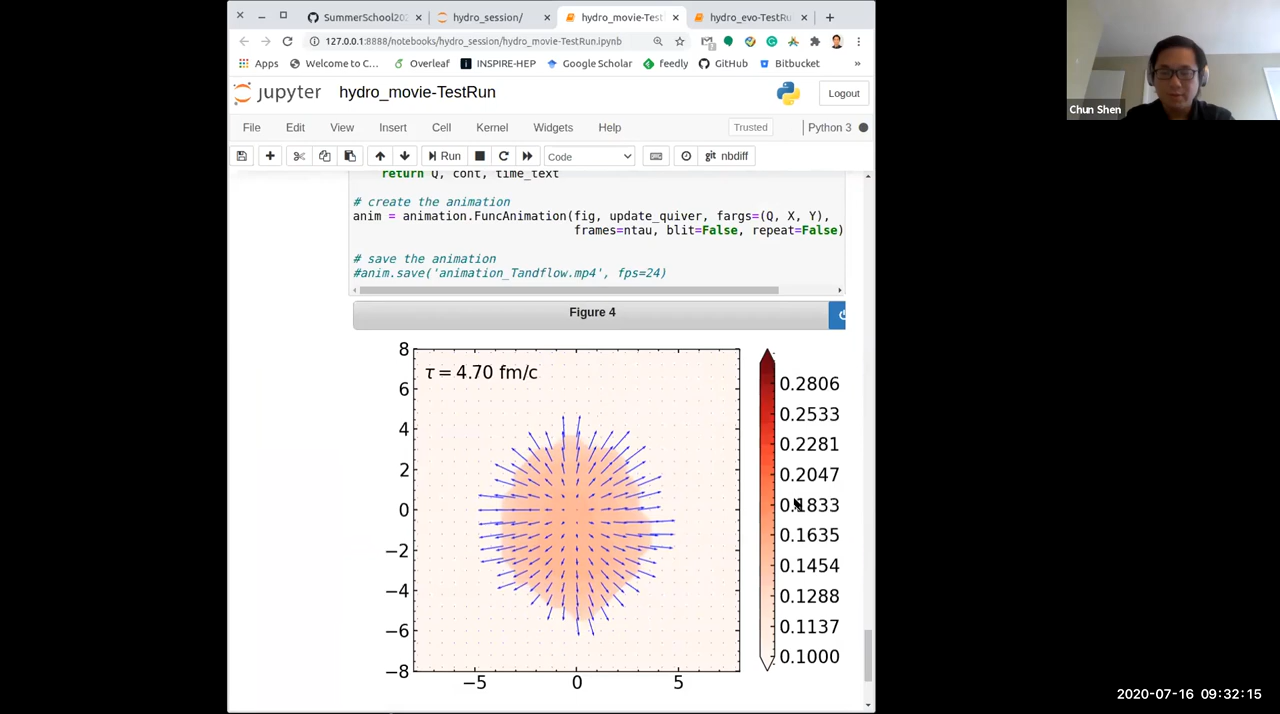 SummerSchool202
hydro_session/
hydro_movie-Test
hydro_evo-TestRu
127.0.0.1:8888/notebooks/hydro_session/hydro_movie-TestRun.ipynb
Apps
Welcome to C...
Overleaf
INSPIRE-HEP
Google Scholar
feedly
GitHub
Bitbucket
»
jupyter
hydro_movie-TestRun
Logout
File
Edit
View
Insert
Cell
Kernel
Widgets
Help
Trusted
Python 3
Run
Code
git nbdiff
return Q, cont, time_text
# create the animation
anim = animation.FuncAnimation(fig, update_quiver, fargs=(Q, X, Y),
frames=ntau, blit=False, repeat=False)
# save the animation
#anim.save('animation_Tandflow.mp4', fps=24)
Figure 4
τ = 4.70 fm/c
8
6
4
2
0
−2
−4
−6
−8
−5
0
5
0.2806
0.2533
0.2281
0.2047
0.1833
0.1635
0.1454
0.1288
0.1137
0.1000
Chun Shen
2020-07-16 09:32:15